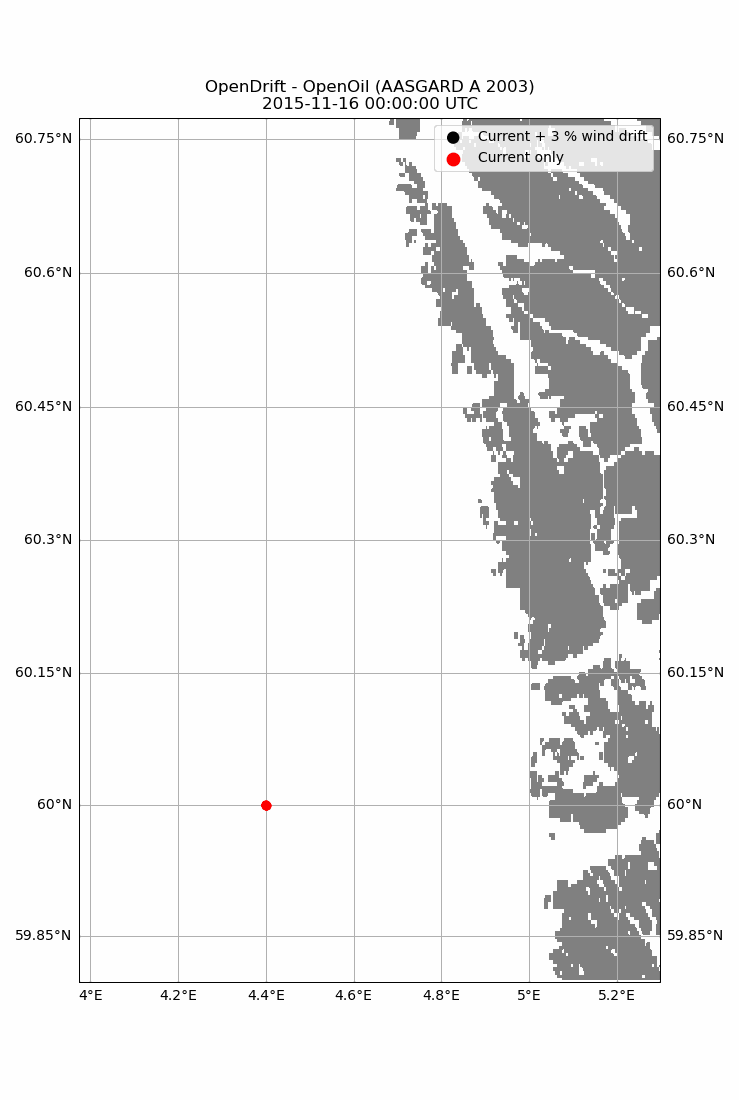 OpenDrift - OpenOil (AASGARD A 2003)
2015-11-16 00:00:00 UTC
Current + 3 % wind drift
Current only
60.75°N 60.75°N
60.6°N 60.6°N
60.45°N 60.45°N
60.3°N 60.3°N
60.15°N 60.15°N
60°N 60°N
59.85°N 59.85°N
4°E 4.2°E 4.4°E 4.6°E 4.8°E 5°E 5.2°E